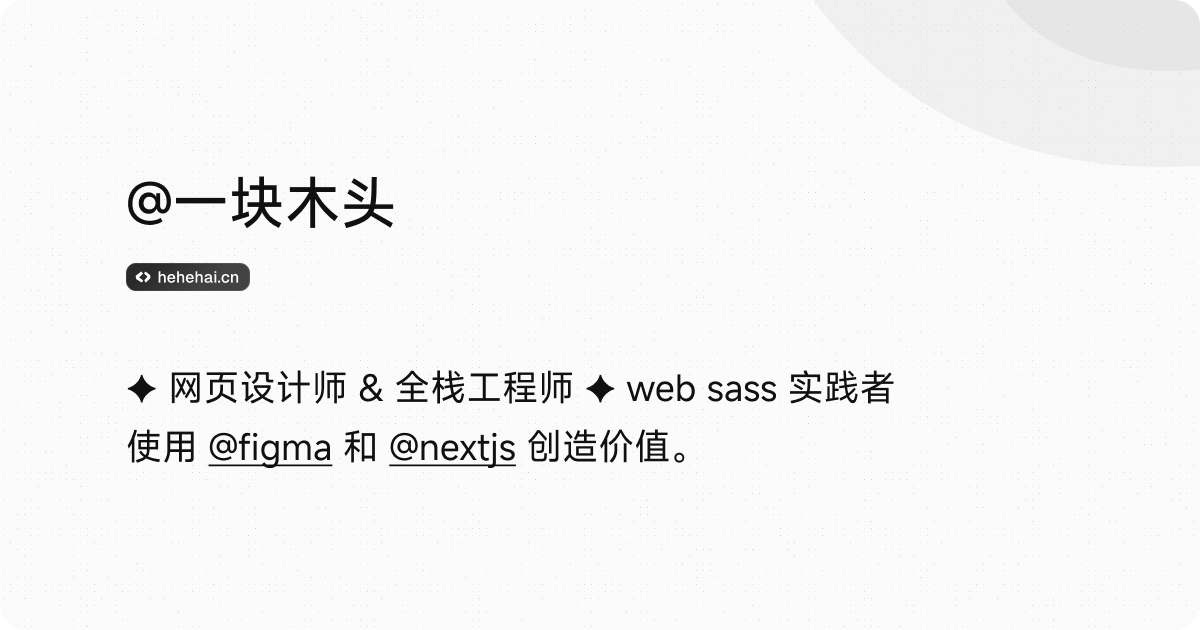 @一块木头
hehehai.cn
✦ 网页设计师 & 全栈工程师 ✦ web sass 实践者
使用 @figma 和 @nextjs 创造价值。